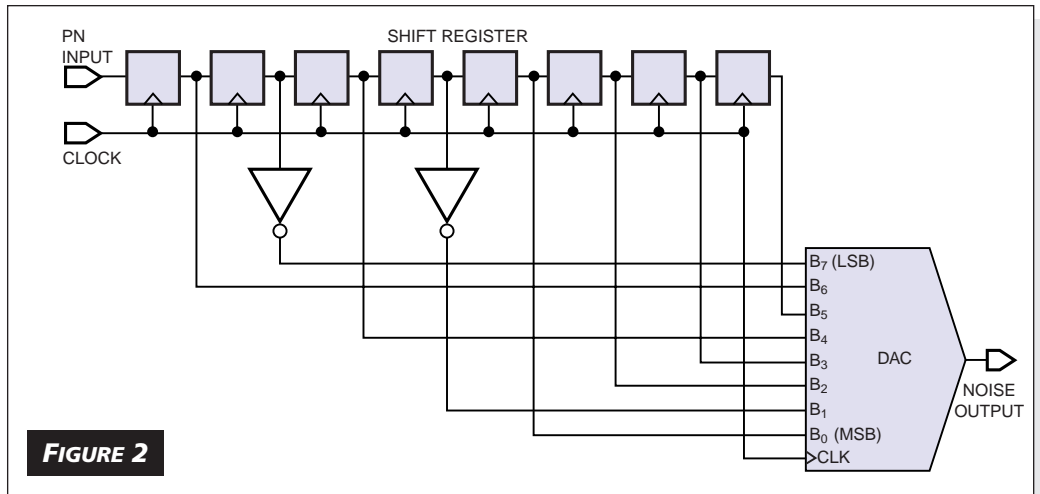 PN
INPUT
SHIFT REGISTER
CLOCK
B7 (LSB)
B6
B5
B4
B3
B2
B1
B0 (MSB)
CLK
DAC
NOISE
OUTPUT
FIGURE 2